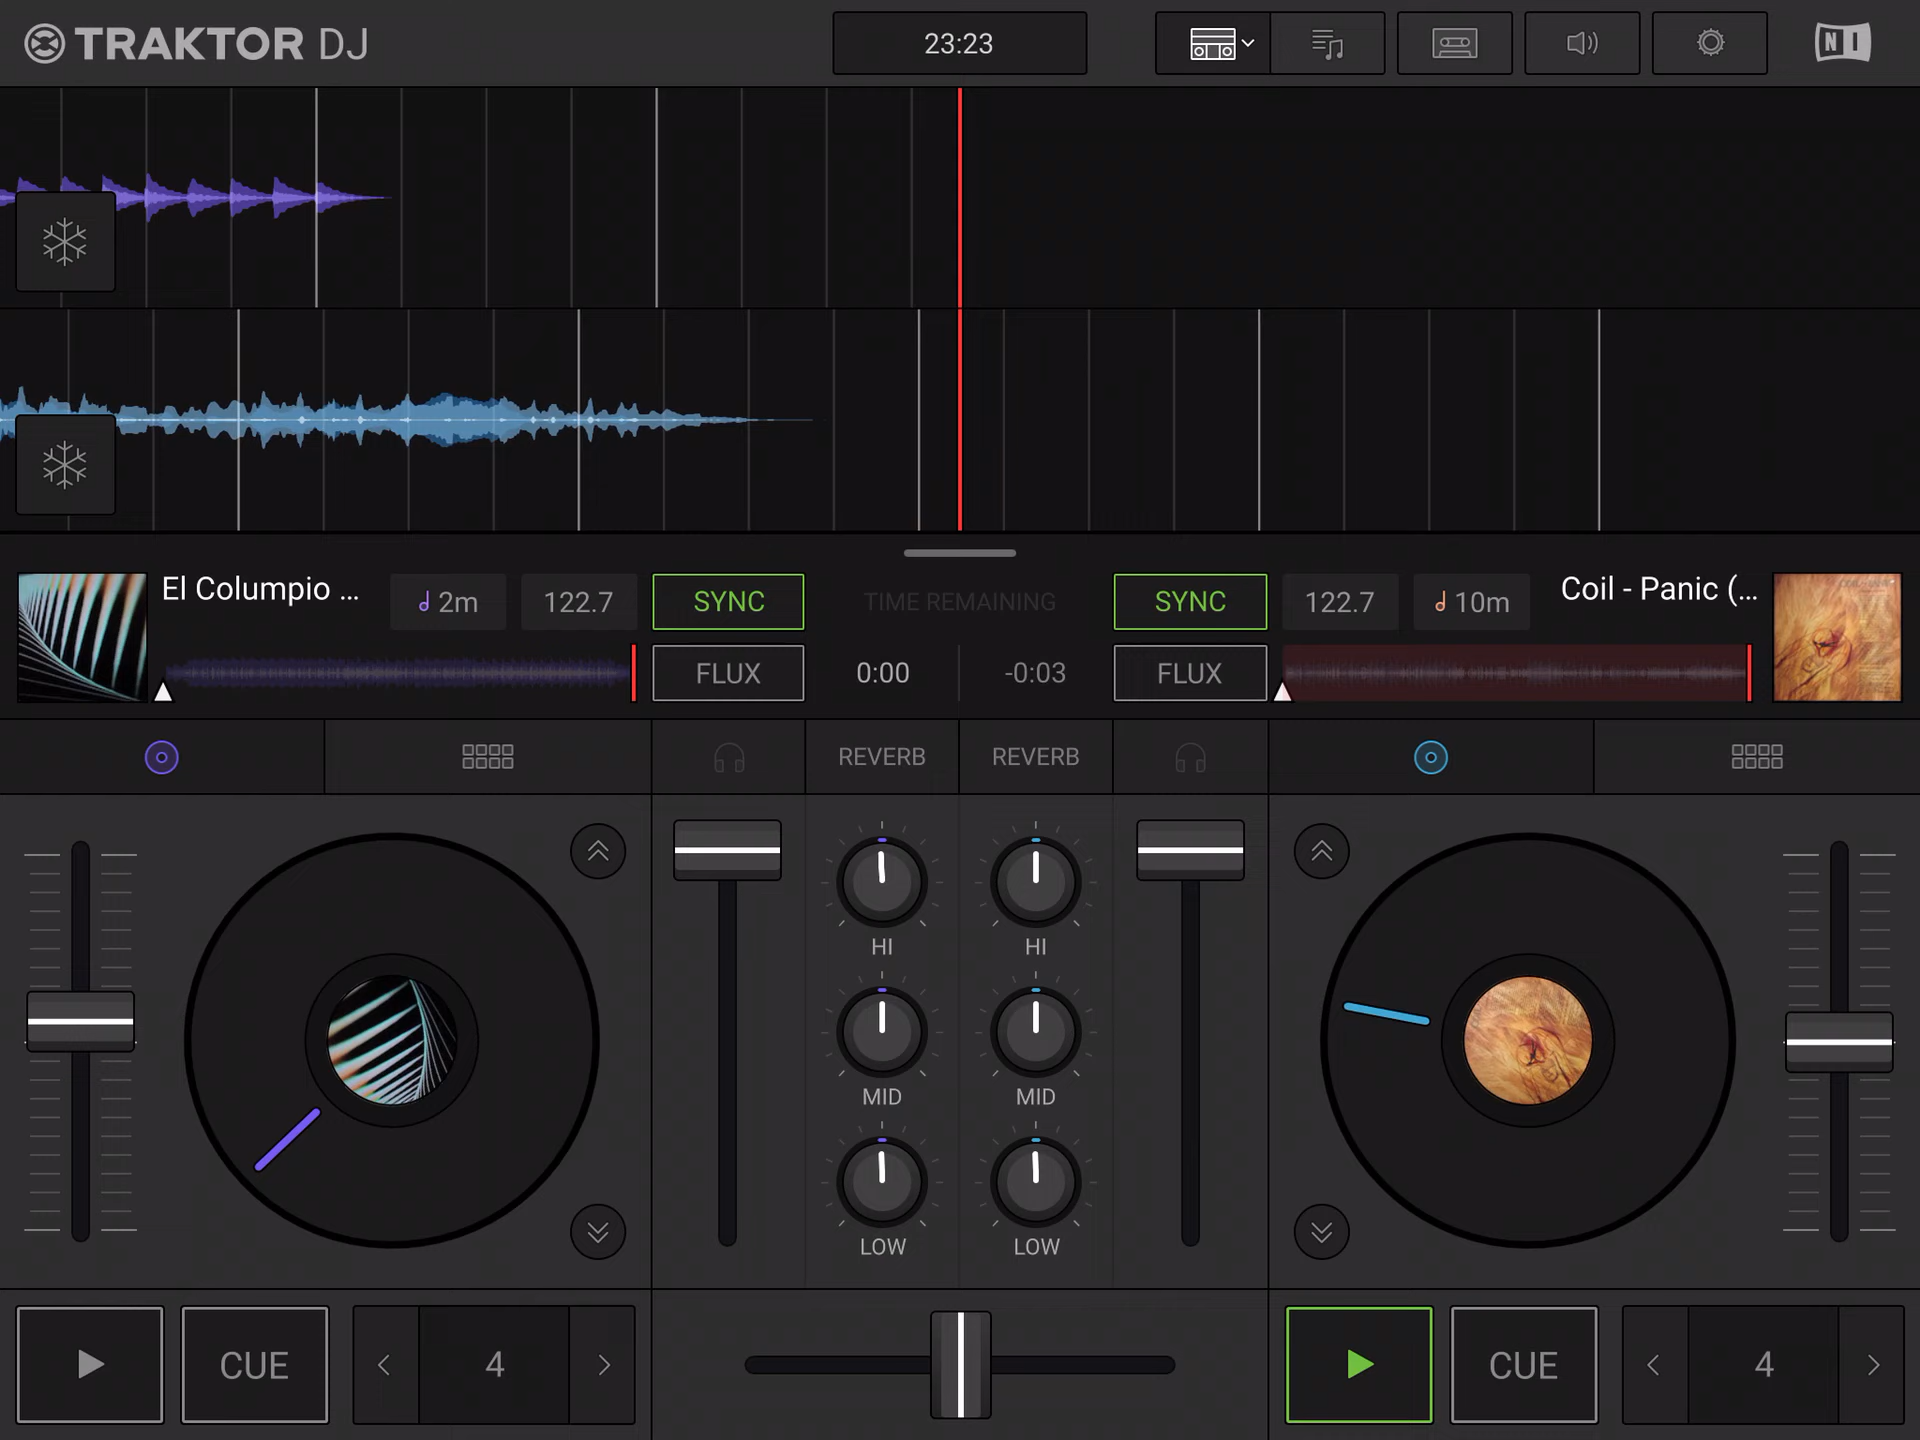 TRAKTOR DJ
23:23
NI
El Columpio ...
2m
122.7
SYNC
TIME REMAINING
SYNC
122.7
10m
Coil - Panic (...
FLUX
0:00
-0:03
FLUX
REVERB
REVERB
HI
HI
MID
MID
LOW
LOW
CUE
4
CUE
4